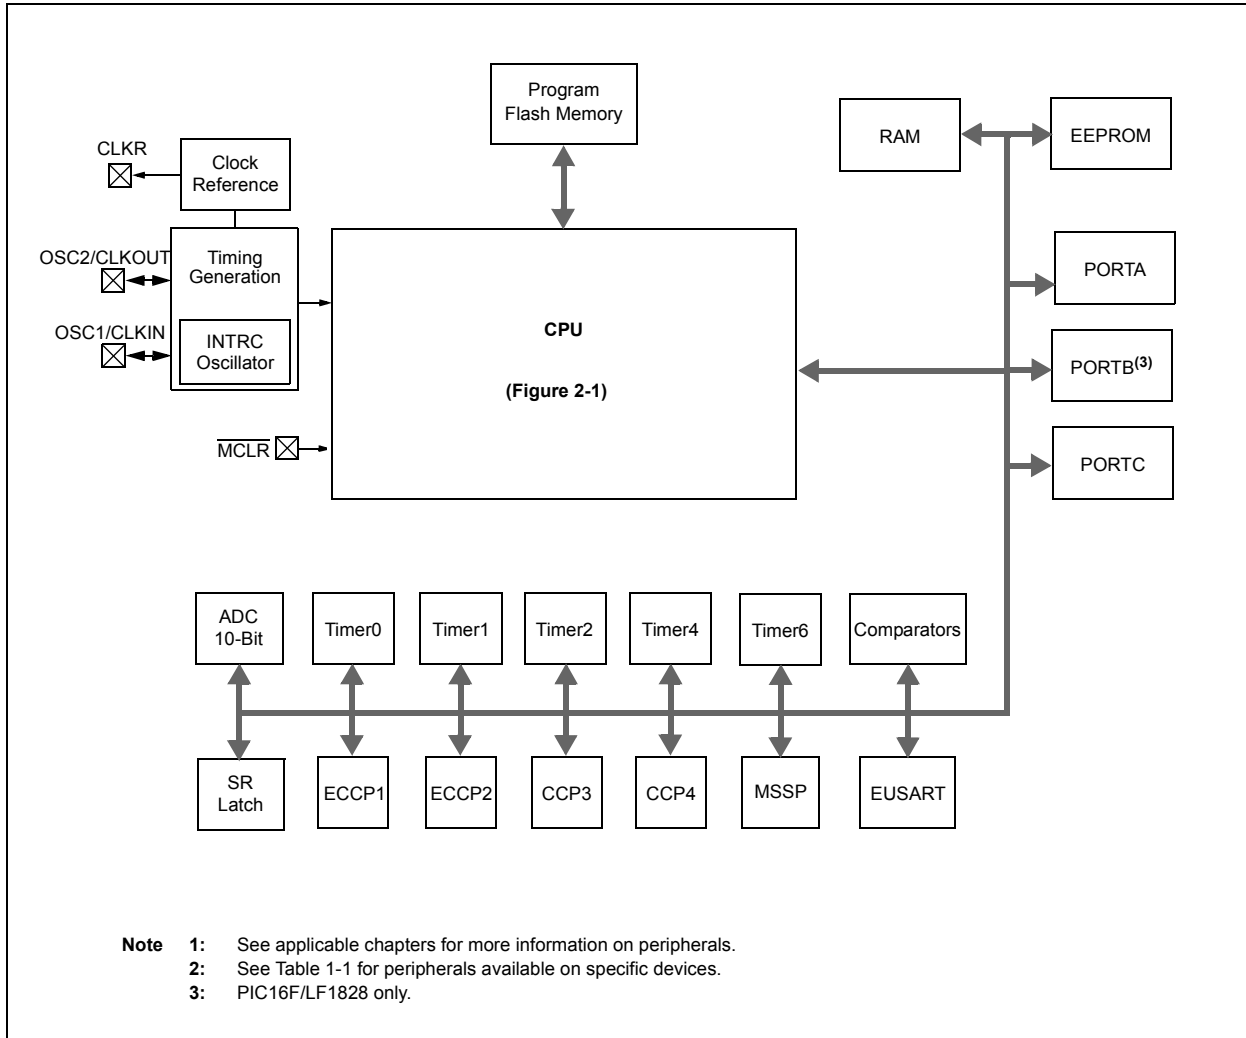 Program
Flash Memory
RAM
EEPROM
CLKR
Clock
Reference
OSC2/CLKOUT
Timing
Generation
PORTA
OSC1/CLKIN
INTRC
Oscillator
CPU
(Figure 2-1)
PORTB(3)
MCLR
PORTC
ADC
10-Bit
Timer0
Timer1
Timer2
Timer4
Timer6
Comparators
SR
Latch
ECCP1
ECCP2
CCP3
CCP4
MSSP
EUSART
Note 1: See applicable chapters for more information on peripherals.
2: See Table 1-1 for peripherals available on specific devices.
3: PIC16F/LF1828 only.